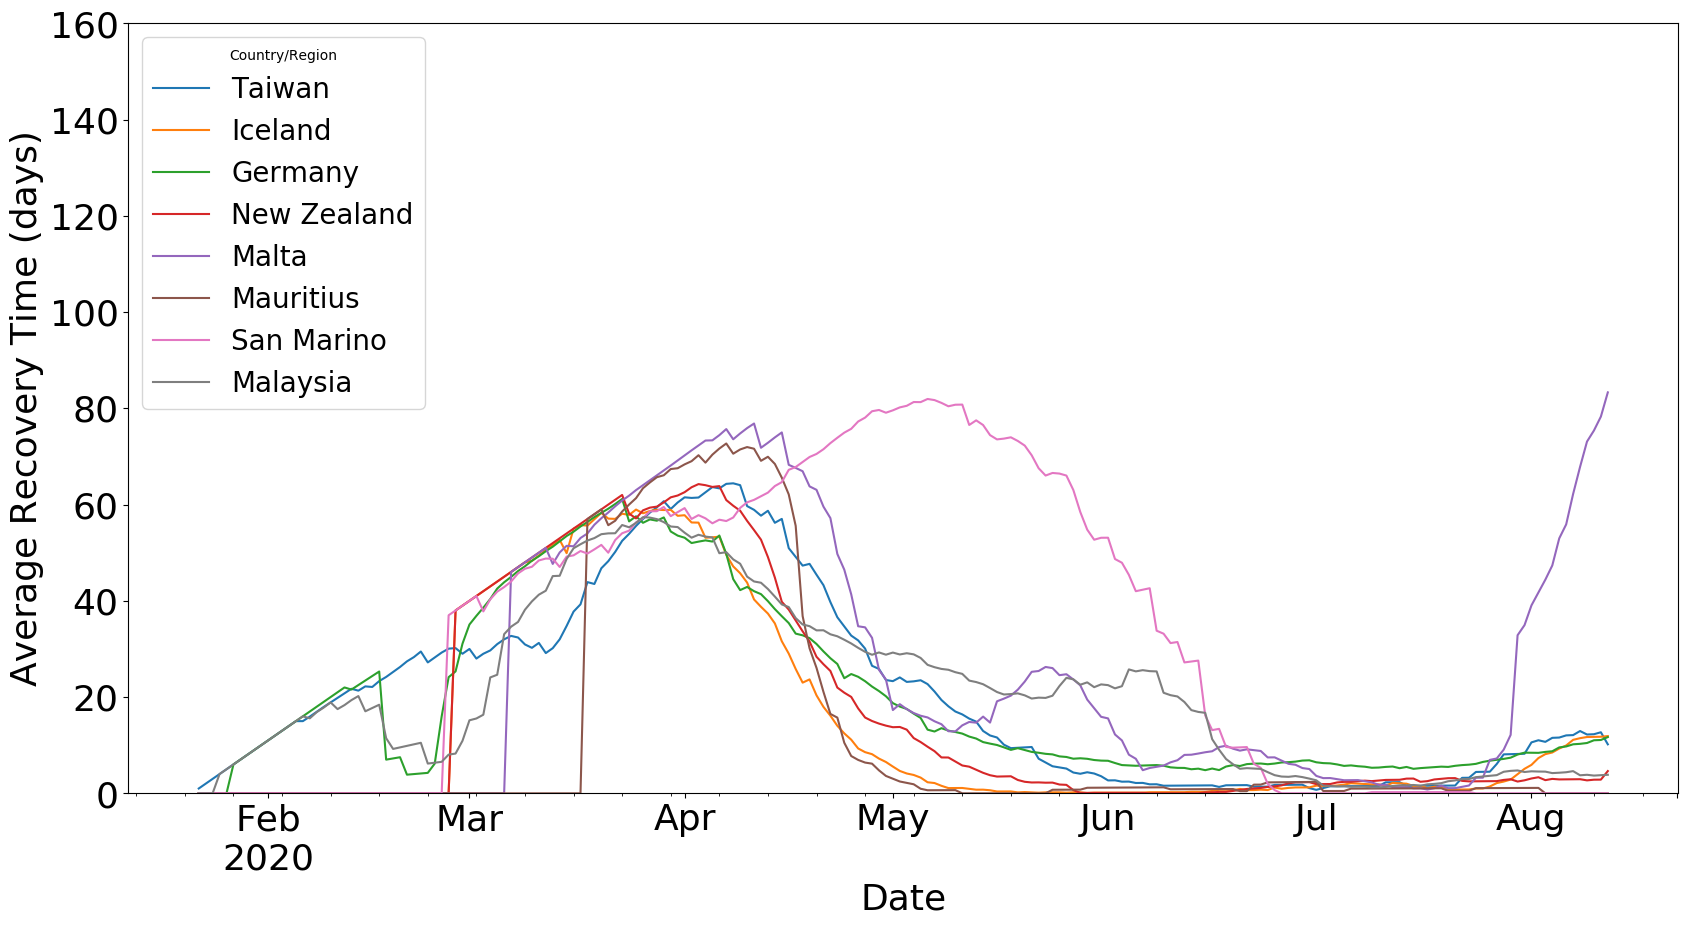 Average Recovery Time (days)
160
140
120
100
80
60
40
20
0
Country/Region
Taiwan
Iceland
Germany
New Zealand
Malta
Mauritius
San Marino
Malaysia
Feb Mar Apr May Jun Jul Aug
2020
Date